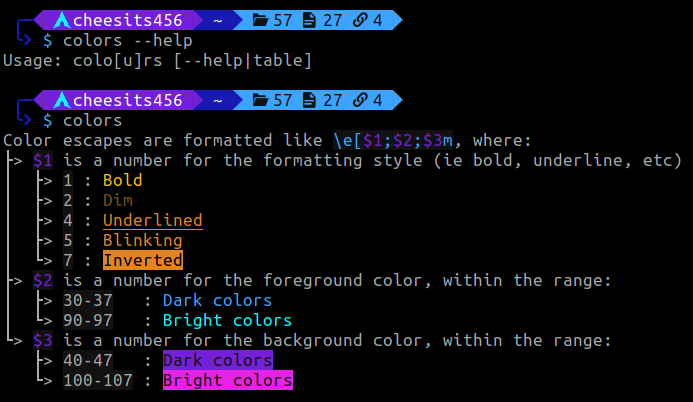 cheesits456 ~ 57 27 4
$ colors --help
Usage: colo[u]rs [--help|table]
cheesits456 ~ 57 27 4
$ colors
Color escapes are formatted like \e[$1;$2;$3m, where:
├─> $1 is a number for the formatting style (ie bold, underline, etc)
│  ├─> 1 : Bold
│  ├─> 2 : Dim
│  ├─> 4 : Underlined
│  ├─> 5 : Blinking
│  └─> 7 : Inverted
├─> $2 is a number for the foreground color, within the range:
│  ├─> 30-37   : Dark colors
│  └─> 90-97   : Bright colors
└─> $3 is a number for the background color, within the range:
   ├─> 40-47   : Dark colors
   └─> 100-107 : Bright colors